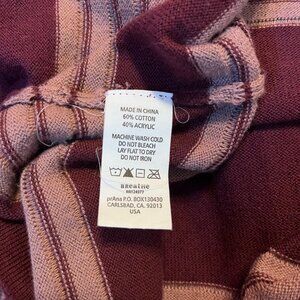 MADE IN CHINA
60% COTTON
40% ACRYLIC
MACHINE WASH COLD
DO NOT BLEACH
LAY FLAT TO DRY
DO NOT IRON
BREATHE
prAna P.O. BOX130430
CARLSBAD, CA. 92013
USA